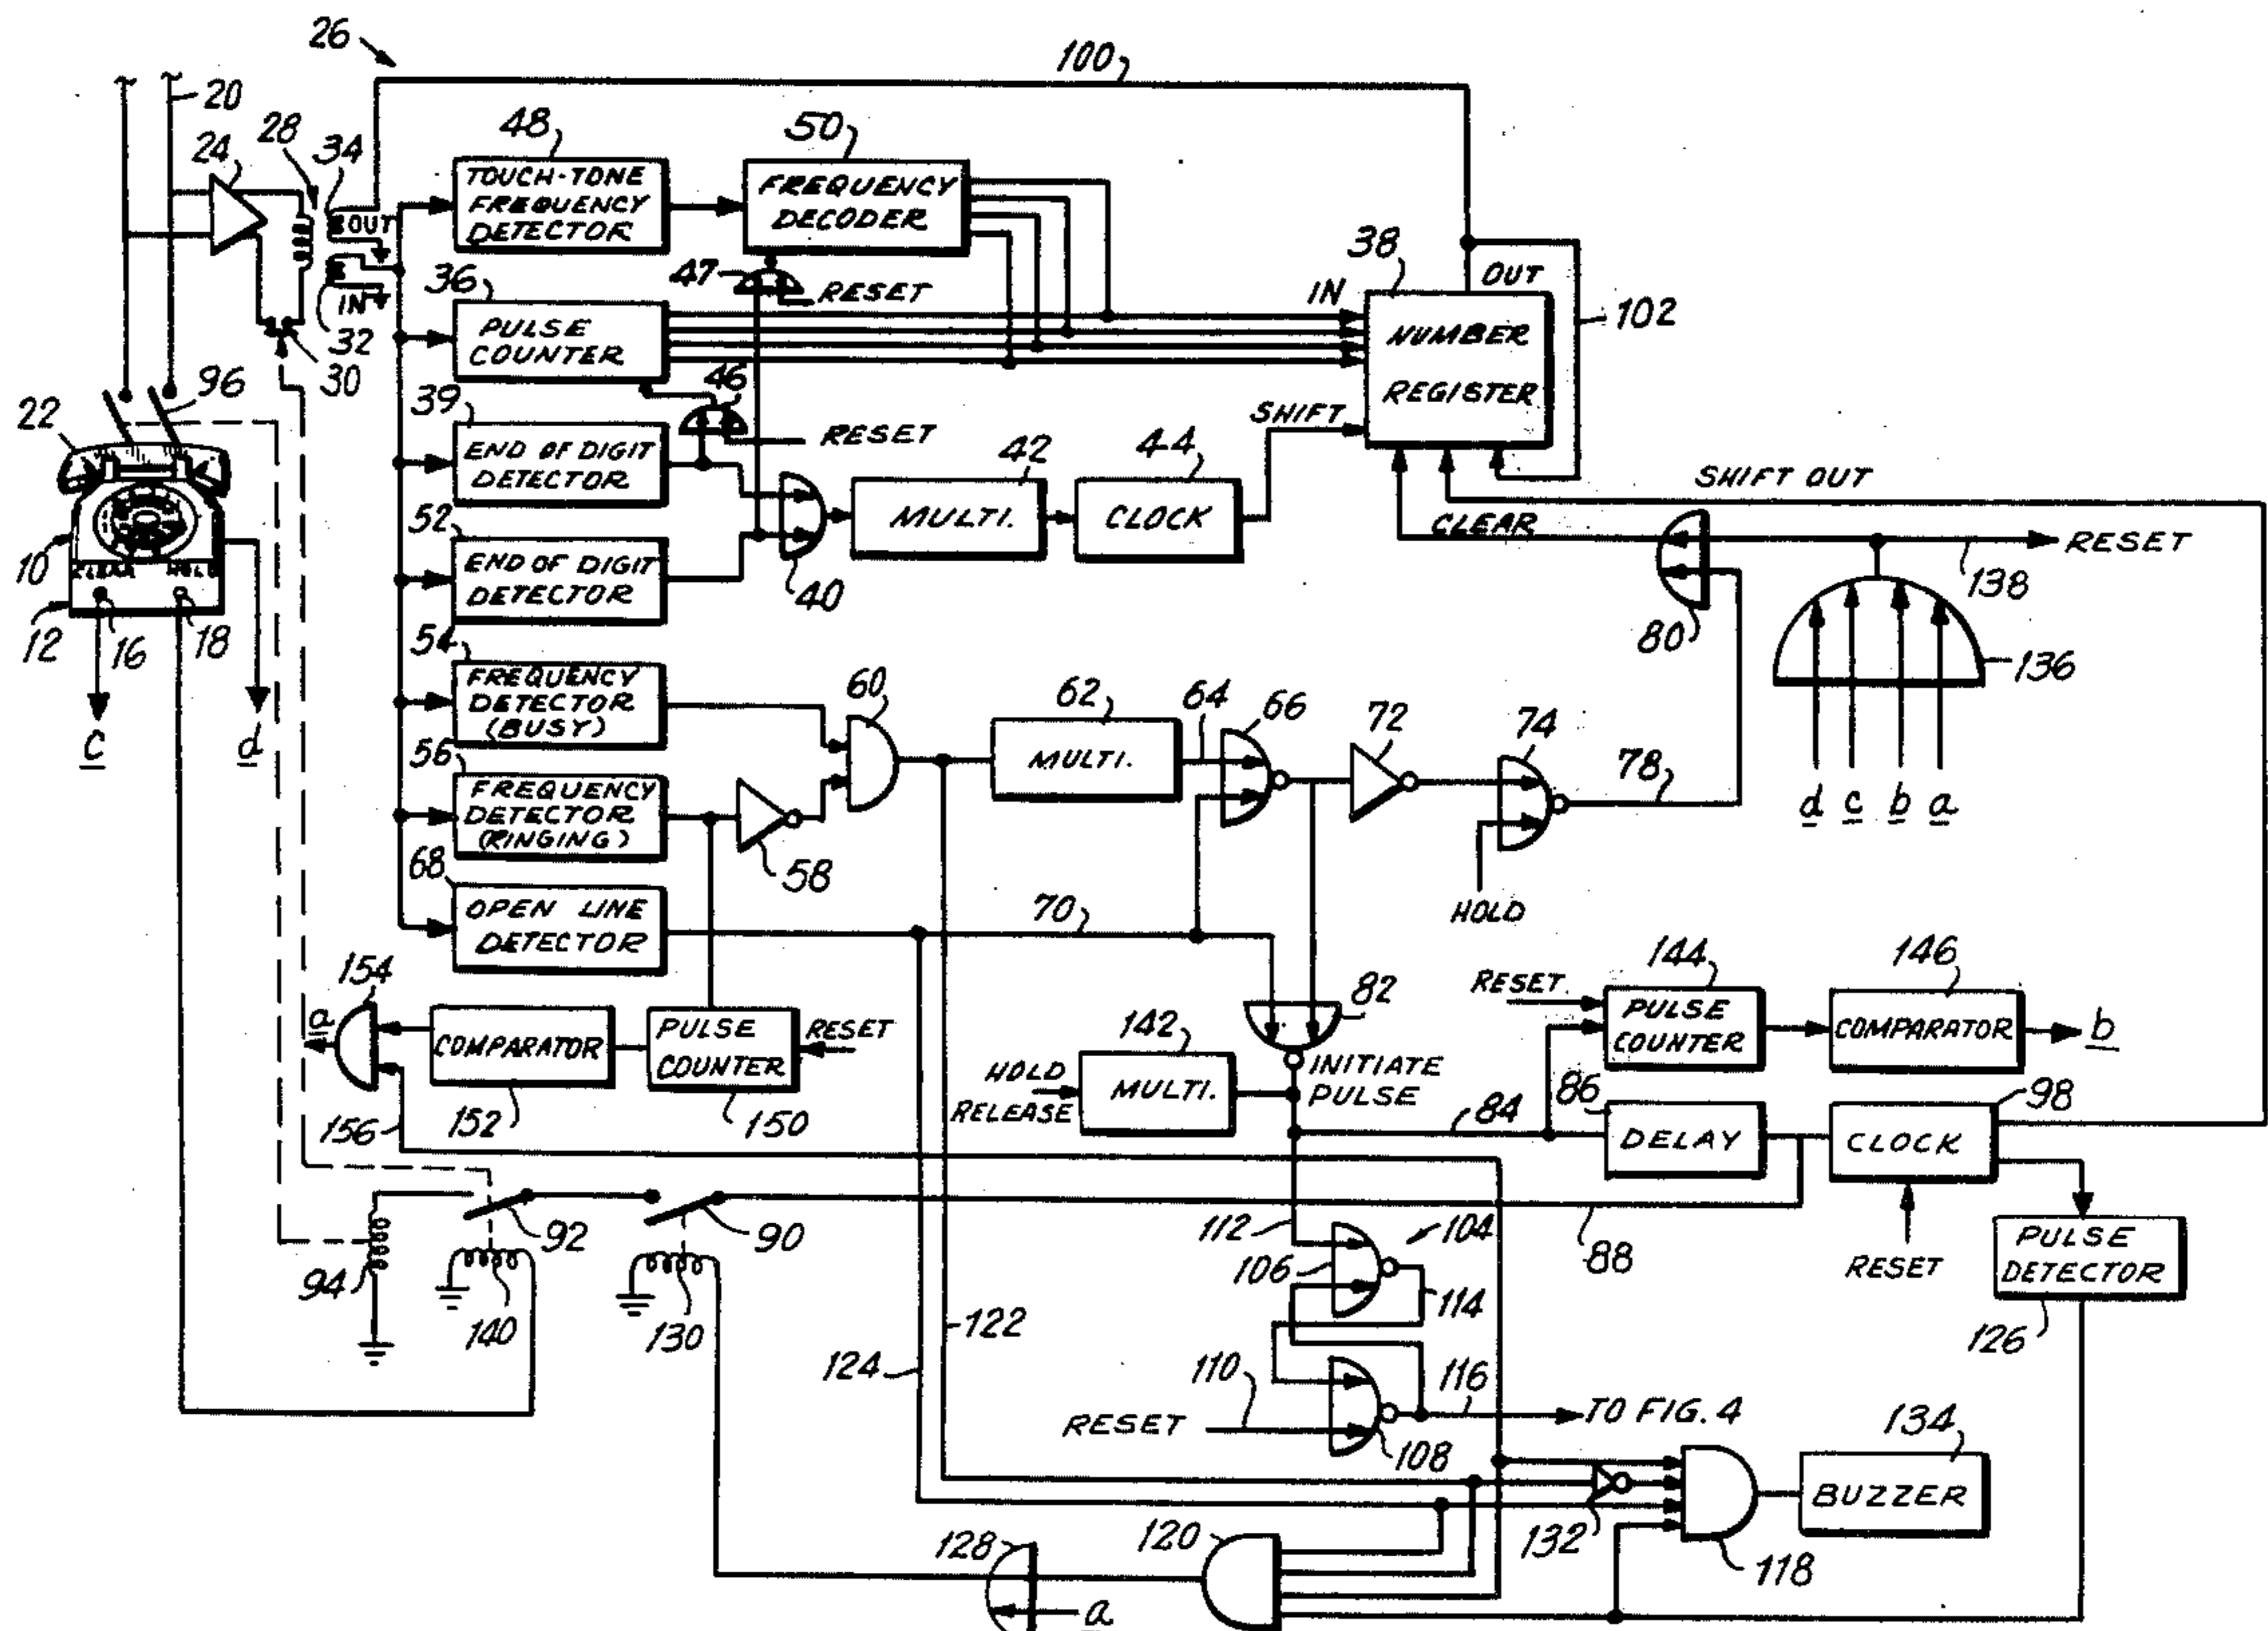 26
100
20
24
28
34
48
50
OUT
TOUCH-TONE
FREQUENCY
DETECTOR
FREQUENCY
DECODER
38
OUT
47
RESET
36
IN
IN
32
30
PULSE
COUNTER
NUMBER
REGISTER
102
96
22
39
46
SHIFT
RESET
END OF DIGIT
DETECTOR
42
44
SHIFT OUT
MULTI.
CLOCK
CLEAR
RESET
52
END OF DIGIT
DETECTOR
40
10
CLEAR
HOLD
138
80
12
16
18
136
54
FREQUENCY
DETECTOR
(BUSY)
60
62
64
66
72
74
c
d
MULTI.
78
56
FREQUENCY
DETECTOR
(RINGING)
58
d
c
b
a
HOLD
68
OPEN LINE
DETECTOR
70
154
a
COMPARATOR
PULSE
COUNTER
RESET
82
144
146
RESET
PULSE
COUNTER
COMPARATOR
b
142
HOLD
RELEASE
MULTI.
INITIATE
PULSE
156
152
150
84
86
DELAY
98
CLOCK
92
90
112
104
88
RESET
PULSE
DETECTOR
94
140
130
106
114
126
122
124
110
116
RESET
TO FIG. 4
108
134
BUZZER
132
118
128
120
a